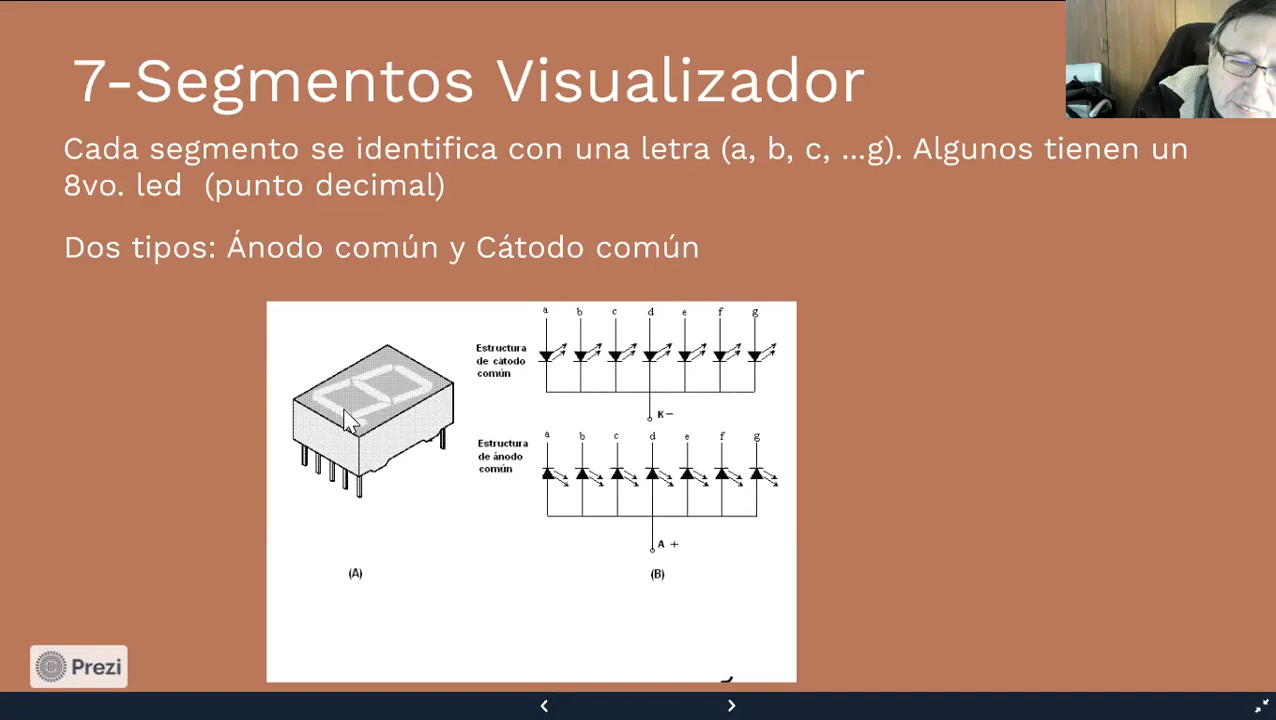 7-Segmentos Visualizador
Cada segmento se identifica con una letra (a, b, c, ...g). Algunos tienen un
8vo. led (punto decimal)
Dos tipos: Ánodo común y Cátodo común
a b c d e f g
Estructura
de cátodo
común
K –
a b c d e f g
Estructura
de ánodo
común
A +
(A) (B)
Prezi